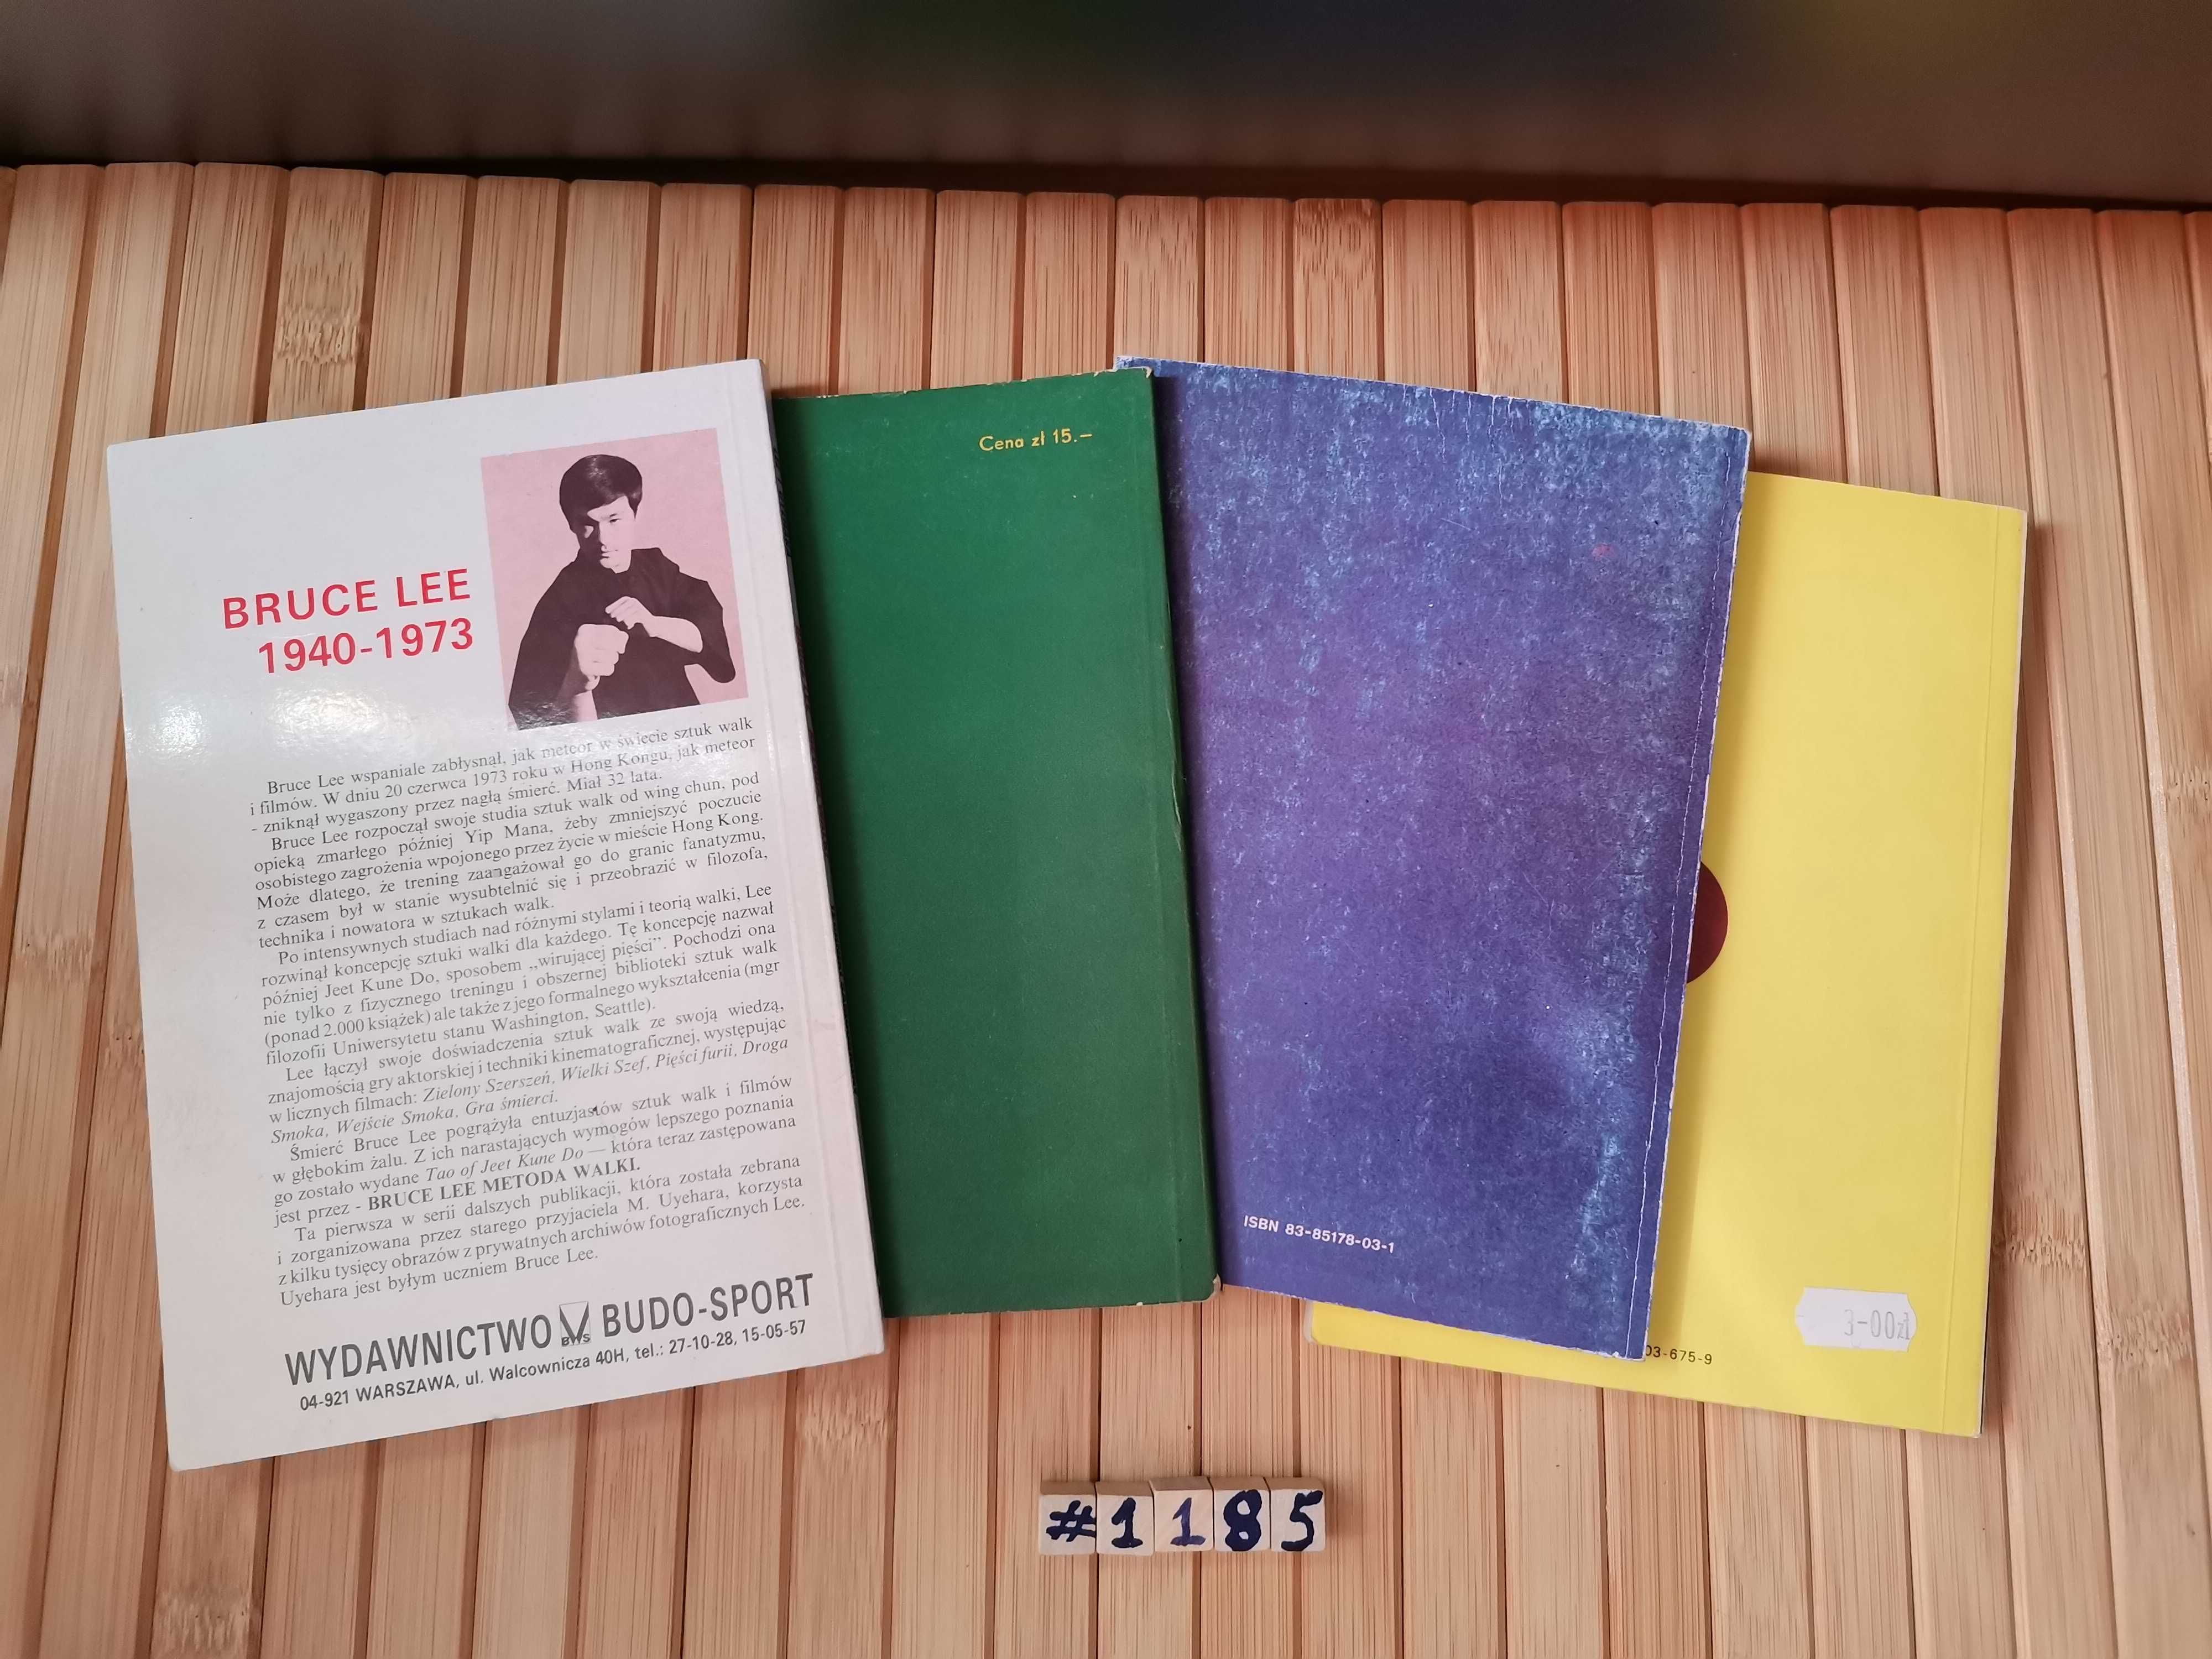 BRUCE LEE
1940-1973
Bruce Lee wspaniale zabłysnął, jak meteor w świecie sztuk walk
i filmów. W dniu 20 czerwca 1973 roku w Hong Kongu, jak meteor
- zniknął wygaszony przez nagłą śmierć. Miał 32 lata.
Bruce Lee rozpoczął swoje studia sztuk walk od wing chun, pod
opieką zmarłego później Yip Mana, żeby zmniejszyć poczucie
osobistego zagrożenia wpojonego przez życie w mieście Hong Kong.
Może dlatego, że trening zaangażował go do granic fanatyzmu,
z czasem był w stanie wysubtelnić się i przeobrazić w filozofa,
technika i nowatora w sztukach walk.
Po intensywnych studiach nad różnymi stylami i teorią walki, Lee
rozwinął koncepcję sztuki walki dla każdego. Tę koncepcję nazwał
później Jeet Kune Do, sposobem „wirującej pięści”. Pochodzi ona
nie tylko z fizycznego treningu i obszernej biblioteki sztuk walk
(ponad 2.000 książek) ale także z jego formalnego wykształcenia (mgr
filozofii Uniwersytetu stanu Washington, Seattle).
Lee łączył swoje doświadczenia sztuk walk ze swoją wiedzą,
znajomością gry aktorskiej i techniki kinematograficznej, występując
w licznych filmach: Zielony Szerszeń, Wielki Szef, Pięści furii, Droga
Smoka, Wejście Smoka, Gra śmierci.
Śmierć Bruce Lee pogrążyła entuzjastów sztuk walk i filmów
w głębokim żalu. Z ich narastających wymogów lepszego poznania
go zostało wydane Tao of Jeet Kune Do — która teraz zastępowana
jest przez - BRUCE LEE METODA WALKI.
Ta pierwsza w serii dalszych publikacji, która została zebrana
i zorganizowana przez starego przyjaciela M. Uyehara, korzysta
z kilku tysięcy obrazów z prywatnych archiwów fotograficznych Lee.
Uyehara jest byłym uczniem Bruce Lee.
WYDAWNICTWO BWS BUDO-SPORT
04-921 WARSZAWA, ul. Walcownicza 40H, tel.: 27-10-28, 15-05-57
Cena zł 15.—
ISBN 83-85178-03-1
03-675-9
3-00zł
#1185